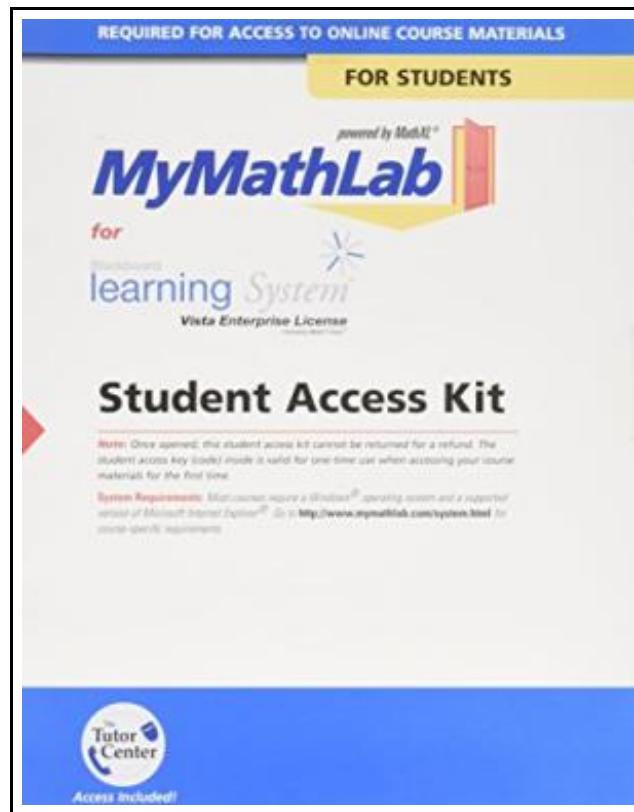 REQUIRED FOR ACCESS TO ONLINE COURSE MATERIALS
FOR STUDENTS
powered by MathXL®
MyMathLab
for
Blackboard
learning System
Vista Enterprise License
Student Access Kit
Note: Once opened, this student access kit cannot be returned for a refund. The
student access key (code) inside is valid for one-time use when accessing your course
materials for the first time.
System Requirements: Most courses require a Windows® operating system and a supported
version of Microsoft Internet Explorer®. Go to http://www.mymathlab.com/system.html for
course-specific requirements.
The
Tutor
Center
Access Included!